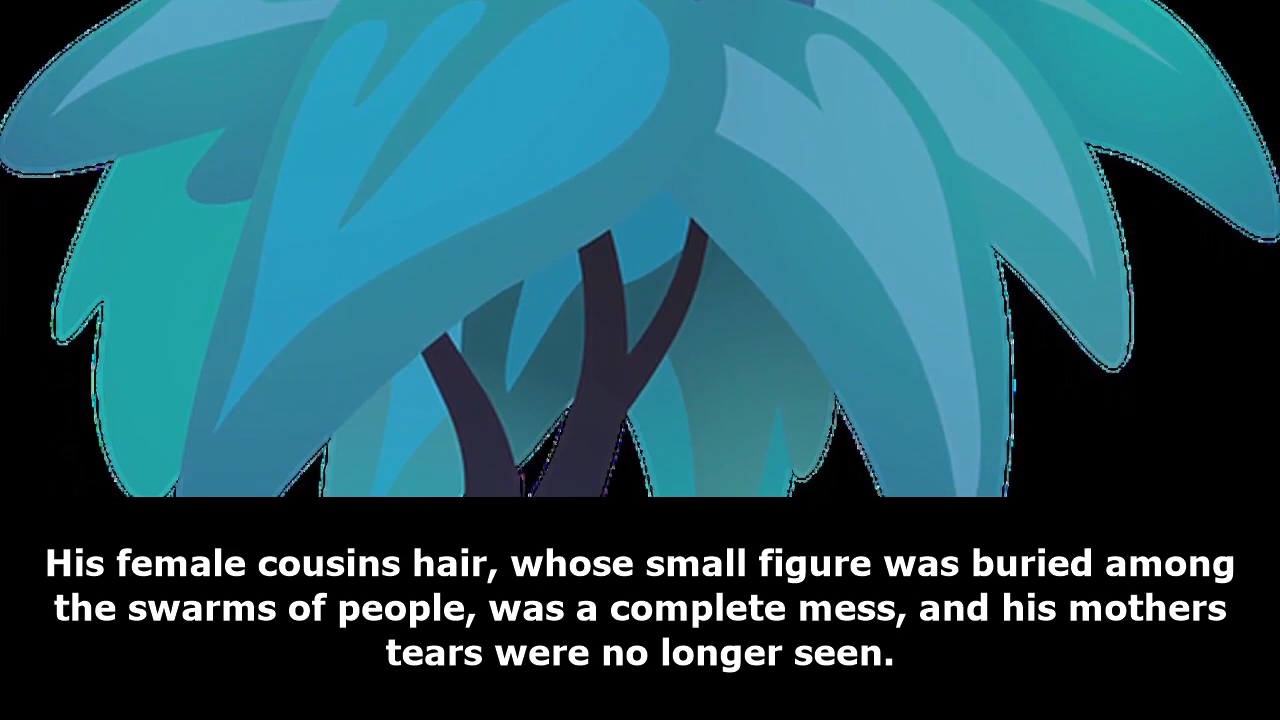 His female cousins hair, whose small figure was buried among
the swarms of people, was a complete mess, and his mothers
tears were no longer seen.